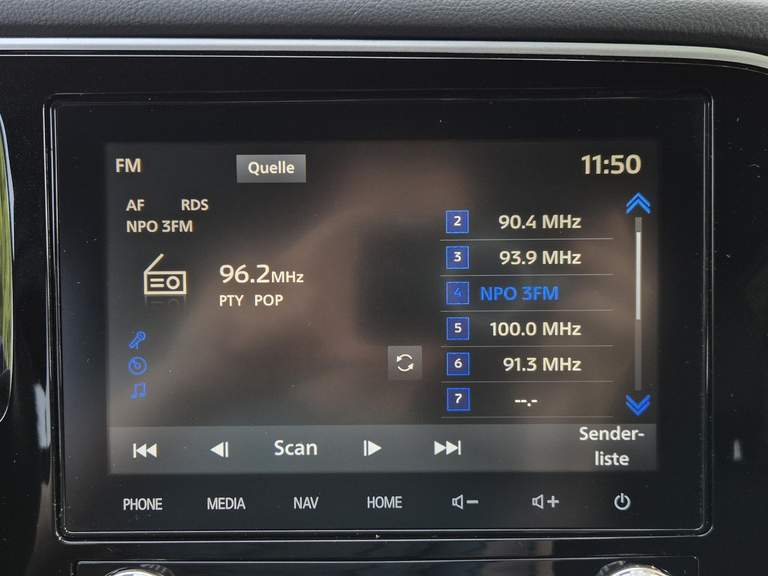 FM
Quelle
11:50
AF RDS
NPO 3FM
96.2 MHz
PTY POP
2 90.4 MHz
3 93.9 MHz
4 NPO 3FM
5 100.0 MHz
6 91.3 MHz
7 --.-
Scan
Sender-
liste
PHONE MEDIA NAV HOME